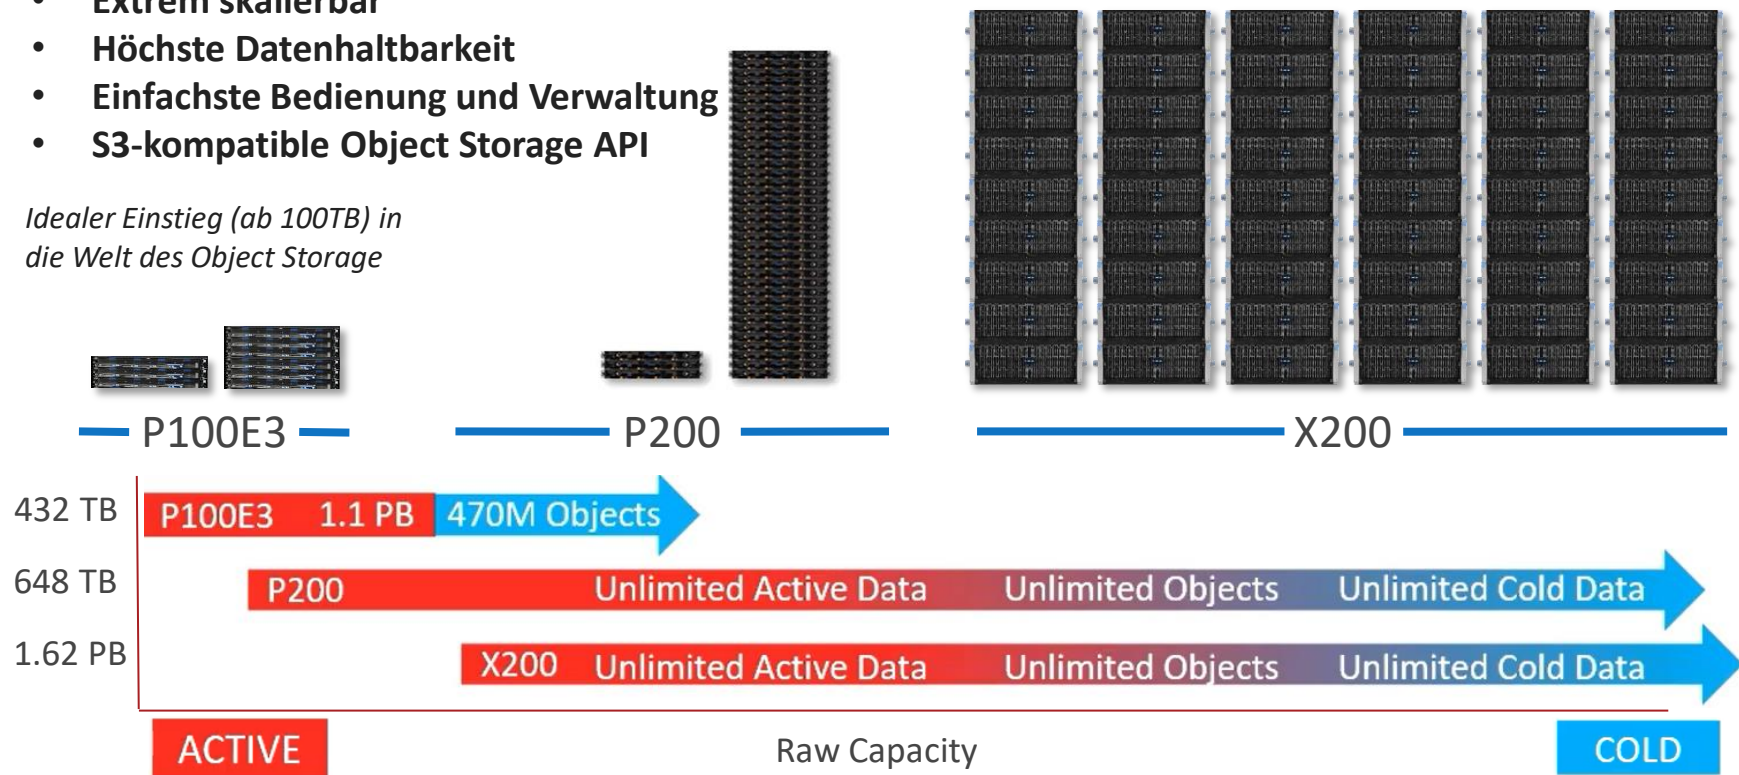 Extrem skalierbar
Höchste Datenhaltbarkeit
Einfachste Bedienung und Verwaltung
S3-kompatible Object Storage API
Idealer Einstieg (ab 100TB) in
die Welt des Object Storage
P100E3
P200
X200
432 TB P100E3 1.1 PB 470M Objects
648 TB P200 Unlimited Active Data Unlimited Objects Unlimited Cold Data
1.62 PB X200 Unlimited Active Data Unlimited Objects Unlimited Cold Data
ACTIVE Raw Capacity COLD